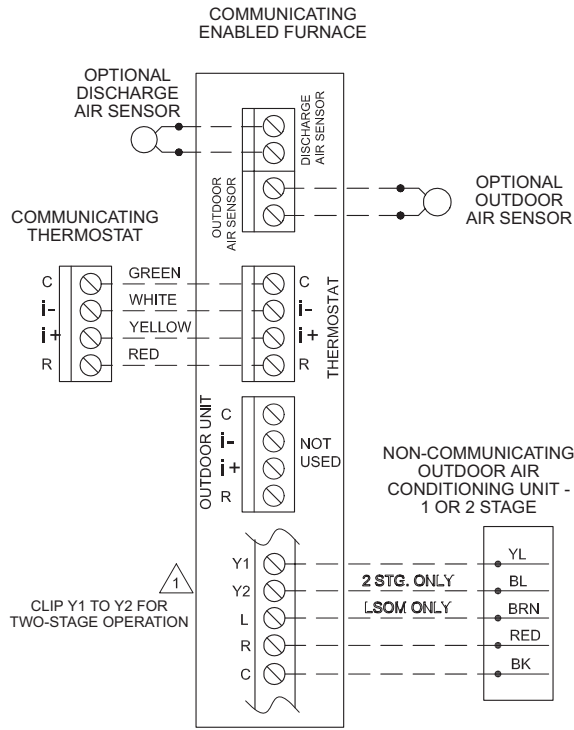 COMMUNICATING
ENABLED FURNACE
OPTIONAL
DISCHARGE
AIR SENSOR
DISCHARGE
AIR SENSOR
OUTDOOR
AIR SENSOR
OPTIONAL
OUTDOOR
AIR SENSOR
COMMUNICATING
THERMOSTAT
C
i-
i+
R
GREEN
WHITE
YELLOW
RED
C
i-
i+
R
THERMOSTAT
OUTDOOR UNIT
C
i-
i+
R
NOT
USED
NON-COMMUNICATING
OUTDOOR AIR
CONDITIONING UNIT -
1 OR 2 STAGE
1
CLIP Y1 TO Y2 FOR
TWO-STAGE OPERATION
Y1
Y2
L
R
C
2 STG. ONLY
LSOM ONLY
YL
BL
BRN
RED
BK